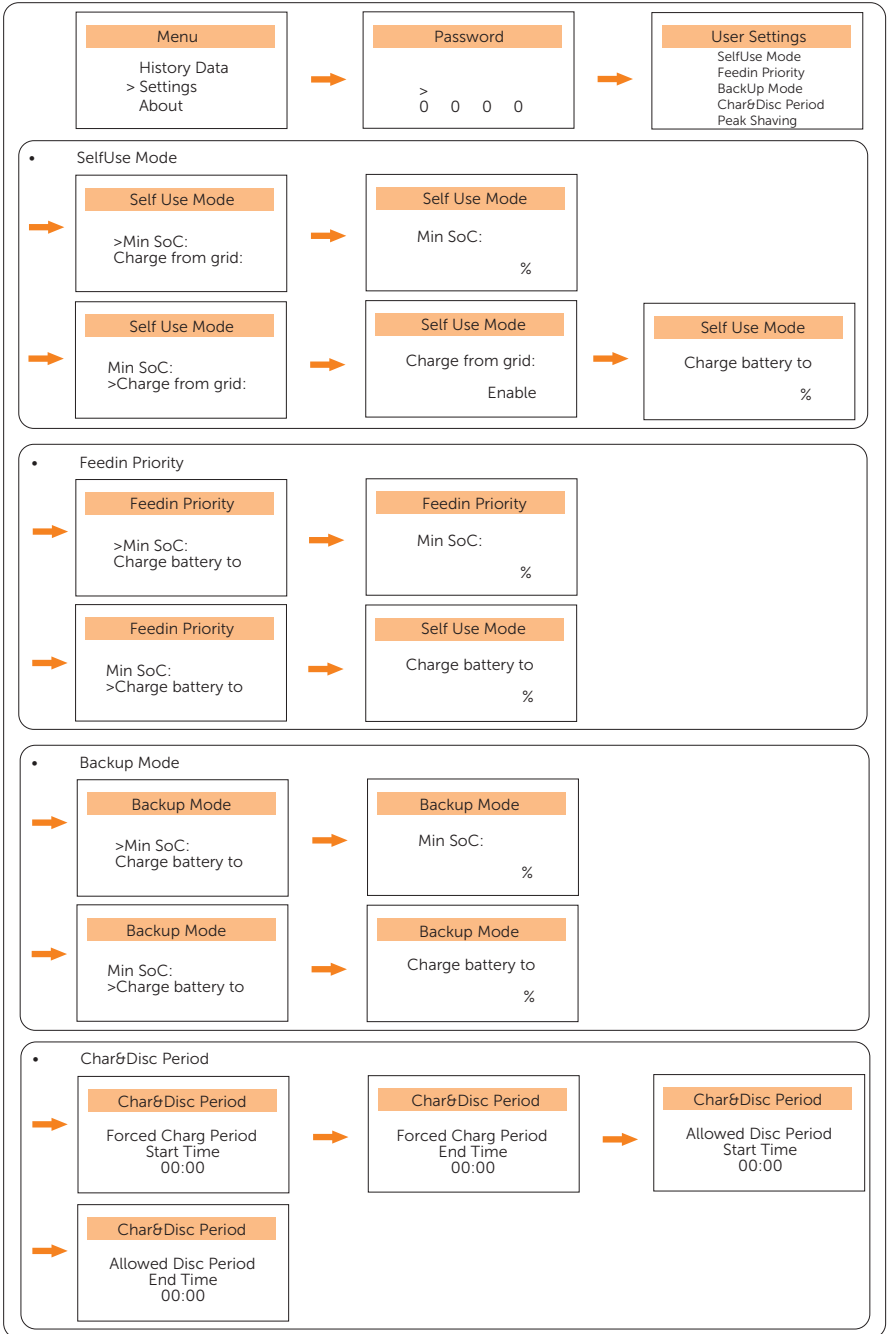 Menu
History Data
> Settings
About
Password
>
0 0 0 0
User Settings
SelfUse Mode
Feedin Priority
BackUp Mode
Char&Disc Period
Peak Shaving
• SelfUse Mode
Self Use Mode
>Min SoC:
Charge from grid:
Self Use Mode
Min SoC:
%
Self Use Mode
Min SoC:
>Charge from grid:
Self Use Mode
Charge from grid:
Enable
Self Use Mode
Charge battery to
%
• Feedin Priority
Feedin Priority
>Min SoC:
Charge battery to
Feedin Priority
Min SoC:
%
Feedin Priority
Min SoC:
>Charge battery to
Self Use Mode
Charge battery to
%
• Backup Mode
Backup Mode
>Min SoC:
Charge battery to
Backup Mode
Min SoC:
%
Backup Mode
Min SoC:
>Charge battery to
Backup Mode
Charge battery to
%
• Char&Disc Period
Char&Disc Period
Forced Charg Period
Start Time
00:00
Char&Disc Period
Forced Charg Period
End Time
00:00
Char&Disc Period
Allowed Disc Period
Start Time
00:00
Char&Disc Period
Allowed Disc Period
End Time
00:00